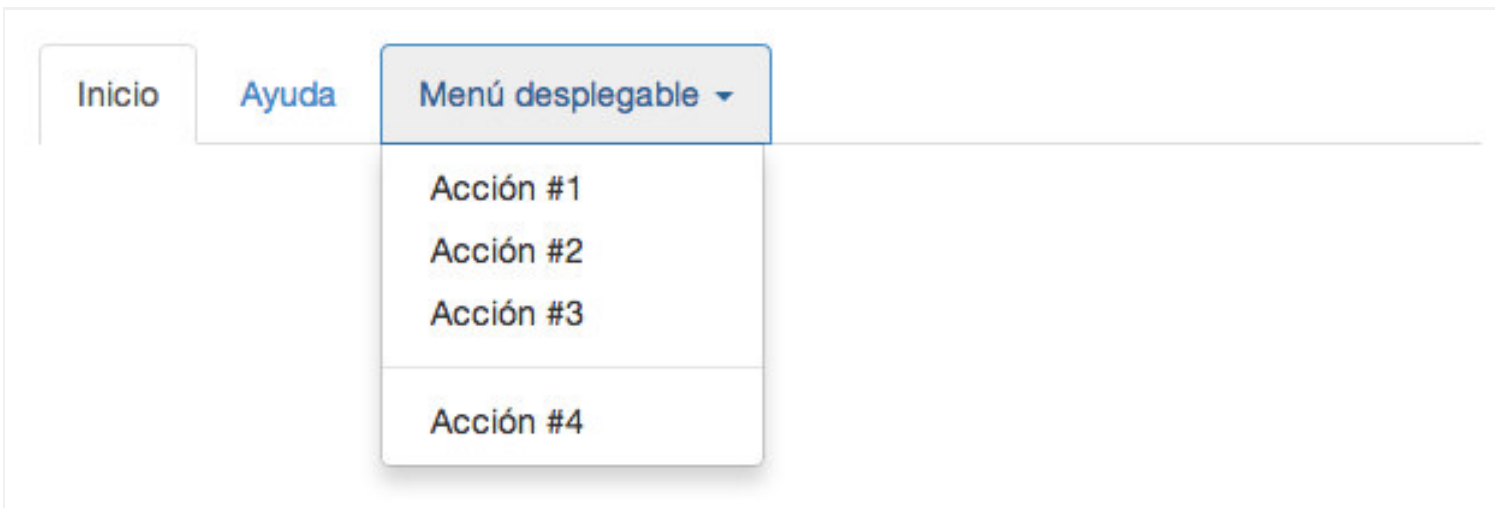 Inicio Ayuda Menú desplegable
Acción #1
Acción #2
Acción #3
Acción #4